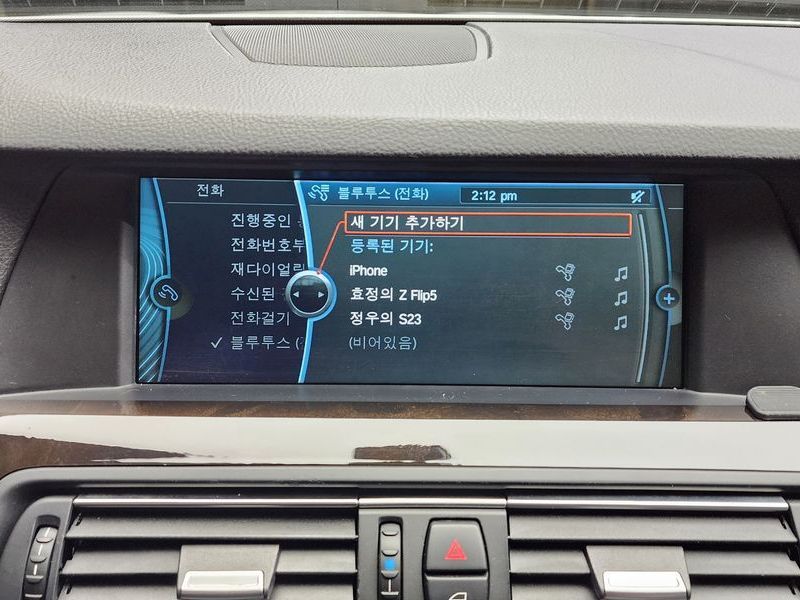 전화
진행중인
전화번호부
재다이얼
수신된
전화걸기
✓ 블루투스 (
블루투스 (전화)
2:12 pm
새 기기 추가하기
등록된 기기:
iPhone
효정의 Z Flip5
정우의 S23
(비어있음)